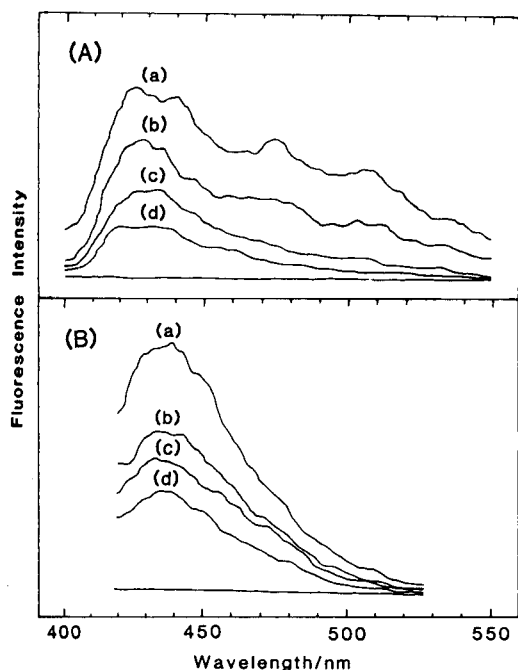 (A)
(a)
(b)
(c)
(d)
Fluorescence Intensity
(B)
(a)
(b)
(c)
(d)
400 450 500 550
Wavelength/nm